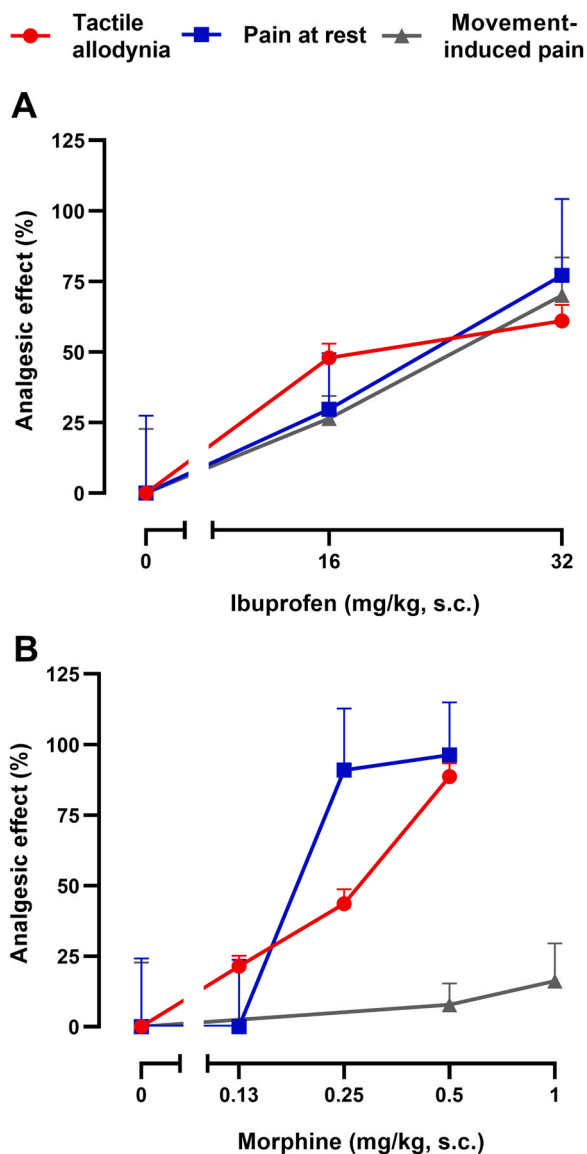 Tactile
allodynia
Pain at rest
Movement-
induced pain
A
125
100
75
50
25
0
Analgesic effect (%)
0 16 32
Ibuprofen (mg/kg, s.c.)
B
125
100
75
50
25
0
Analgesic effect (%)
0 0.13 0.25 0.5 1
Morphine (mg/kg, s.c.)